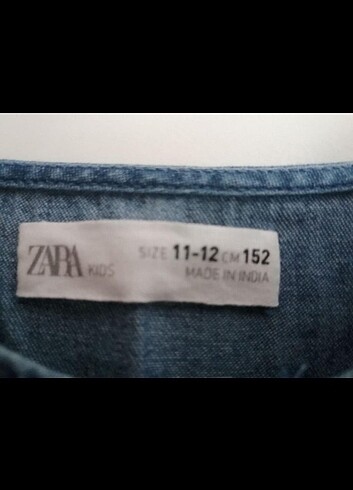 ZARA KIDS SIZE 11-12 CM 152
MADE IN INDIA